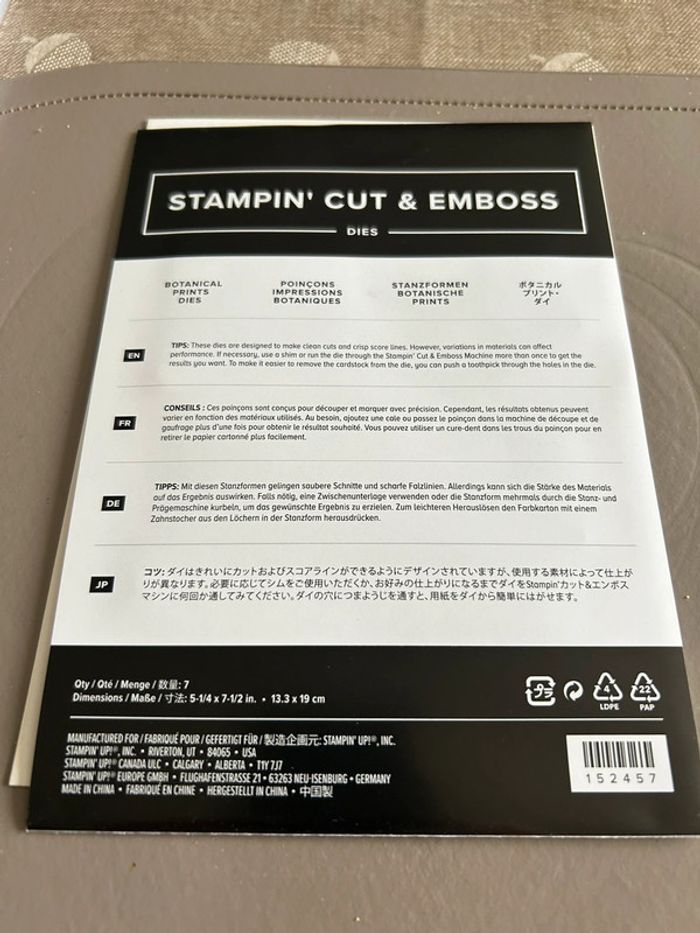 STAMPIN' CUT & EMBOSS
DIES
BOTANICAL
PRINTS
DIES
POINÇONS
IMPRESSIONS
BOTANIQUES
STANZFORMEN
BOTANISCHE
PRINTS
ボタニカル
プリント・
ダイ
EN
TIPS: These dies are designed to make clean cuts and crisp score lines. However, variations in materials can affect
performance. If necessary, use a shim or run the die through the Stampin' Cut & Emboss Machine more than once to get the
results you want. To make it easier to remove the cardstock from the die, you can push a toothpick through the holes in the die.
FR
CONSEILS : Ces poinçons sont conçus pour découper et marquer avec précision. Cependant, les résultats obtenus peuvent
varier en fonction des matériaux utilisés. Au besoin, ajoutez une cale ou passez le poinçon dans la machine de découpe et de
gaufrage plus d'une fois pour obtenir le résultat souhaité. Vous pouvez utiliser un cure-dent dans les trous du poinçon pour en
retirer le papier cartonné plus facilement.
DE
TIPPS: Mit diesen Stanzformen gelingen saubere Schnitte und scharfe Falzlinien. Allerdings kann sich die Stärke des Materials
auf das Ergebnis auswirken. Falls nötig, eine Zwischenunterlage verwenden oder die Stanzform mehrmals durch die Stanz- und
Prägemaschine kurbeln, um das gewünschte Ergebnis zu erzielen. Zum leichteren Herauslösen den Farbkarton mit einem
Zahnstocher aus den Löchern in der Stanzform herausdrücken.
JP
コツ: ダイはきれいにカットおよびスコアラインができるようにデザインされていますが、使用する素材によって仕上が
りが異なります。必要に応じてシムをご使用いただくか、お好みの仕上がりになるまでダイをStampin'カット&エンボス
マシンに何回か通してみてください。ダイの穴につまようじを通すと、用紙をダイから簡単にはがせます。
Qty / Qté / Menge / 数量: 7
Dimensions / Maße / 寸法: 5-1/4 x 7-1/2 in. • 13.3 x 19 cm
プラ
4
LDPE
22
PAP
MANUFACTURED FOR / FABRIQUÉ POUR / GEFERTIGT FÜR / 製造企画元: STAMPIN' UP!®, INC.
STAMPIN' UP!®, INC. • RIVERTON, UT • 84065 • USA
STAMPIN' UP!® CANADA ULC • CALGARY • ALBERTA • T1Y 7J7
STAMPIN' UP!® EUROPE GMBH • FLUGHAFENSTRASSE 21 • 63263 NEU-ISENBURG • GERMANY
MADE IN CHINA • FABRIQUÉ EN CHINE • HERGESTELLT IN CHINA • 中国製
152457